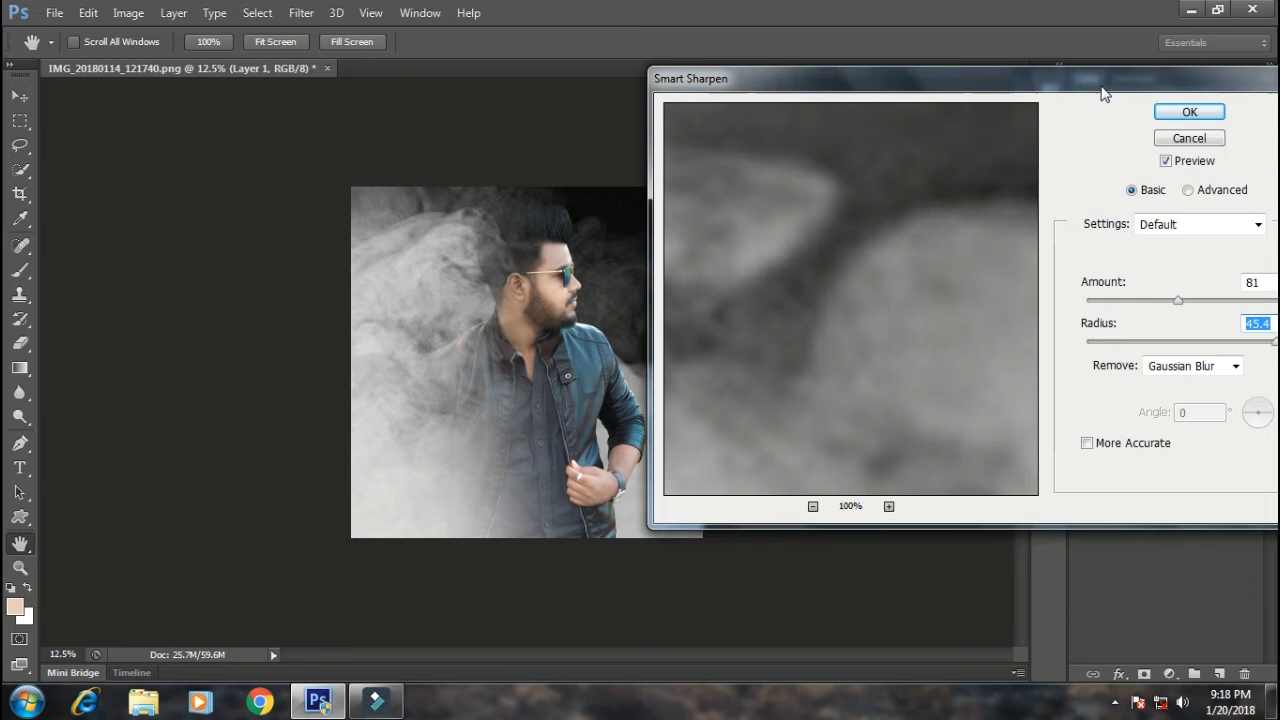 Ps File Edit Image Layer Type Select Filter 3D View Window Help
Scroll All Windows 100% Fit Screen Fill Screen Essentials
IMG_20180114_121740.png @ 12.5% (Layer 1, RGB/8) * ×
Smart Sharpen
OK
Cancel
Preview
Basic Advanced
Settings: Default
Amount: 81
Radius: 45.4
Remove: Gaussian Blur
Angle: 0 °
More Accurate
100%
T
12.5% Doc: 25.7M/59.6M
Mini Bridge Timeline
fx
Ps
9:18 PM
1/20/2018